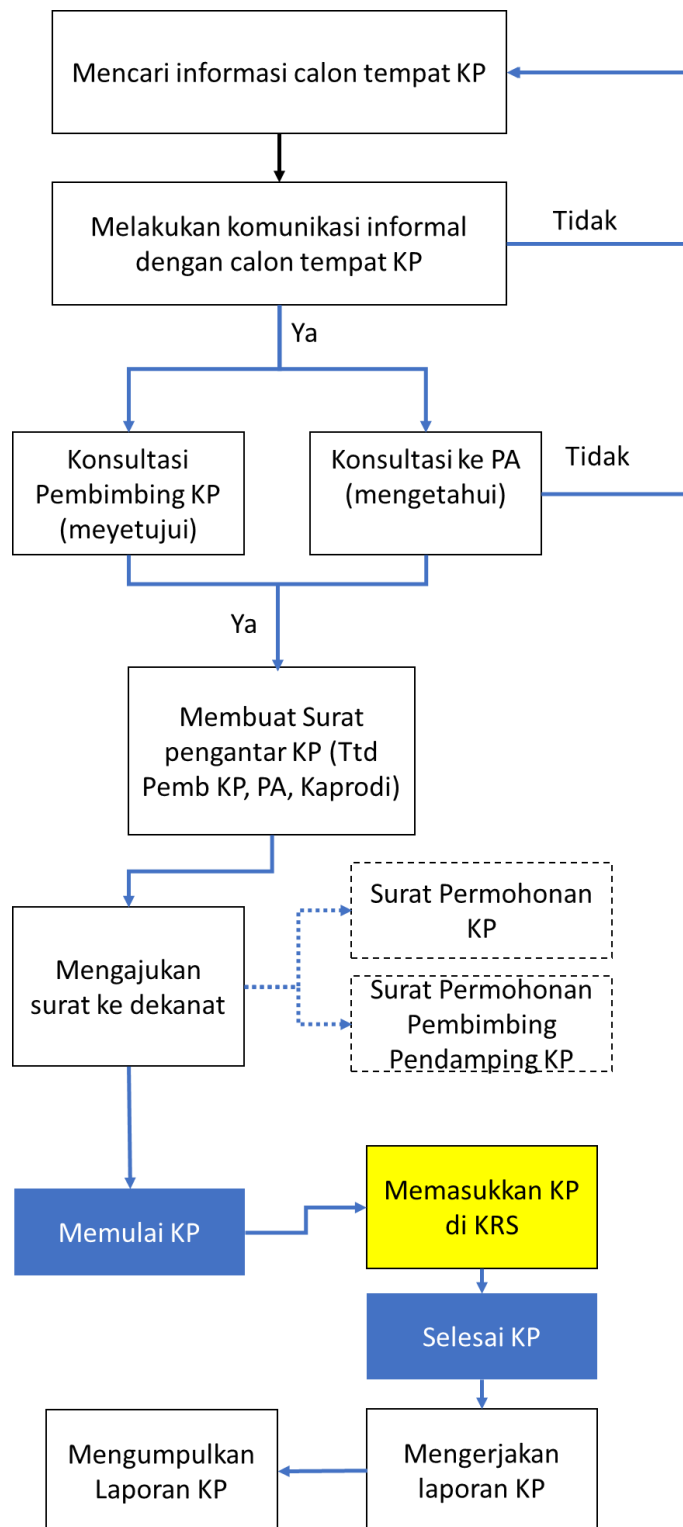 Mencari informasi calon tempat KP
Melakukan komunikasi informal
dengan calon tempat KP
Tidak
Ya
Konsultasi
Pembimbing KP
(meyetujui)
Konsultasi ke PA
(mengetahui)
Tidak
Ya
Membuat Surat
pengantar KP (Ttd
Pemb KP, PA, Kaprodi)
Mengajukan
surat ke dekanat
Surat Permohonan
KP
Surat Permohonan
Pembimbing
Pendamping KP
Memulai KP
Memasukkan KP
di KRS
Selesai KP
Mengerjakan
laporan KP
Mengumpulkan
Laporan KP